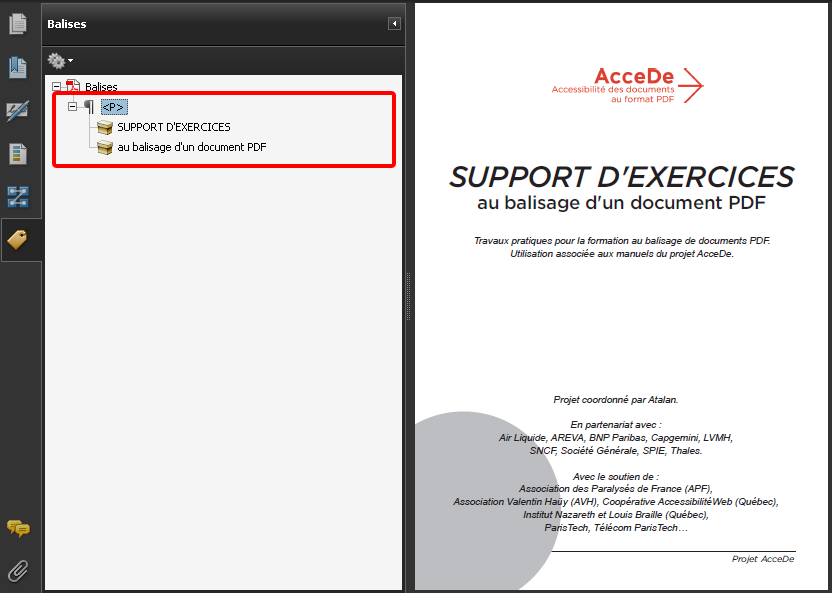 Balises
Balises
<P>
SUPPORT D'EXERCICES
au balisage d'un document PDF
AcceDe
Accessibilité des documents
au format PDF
SUPPORT D'EXERCICES
au balisage d'un document PDF
Travaux pratiques pour la formation au balisage de documents PDF.
Utilisation associée aux manuels du projet AcceDe.
Projet coordonné par Atalan.
En partenariat avec :
Air Liquide, AREVA, BNP Paribas, Capgemini, LVMH,
SNCF, Société Générale, SPIE, Thales.
Avec le soutien de :
Association des Paralysés de France (APF),
Association Valentin Haüy (AVH), Coopérative AccessibilitéWeb (Québec),
Institut Nazareth et Louis Braille (Québec),
ParisTech, Télécom ParisTech…
Projet AcceDe